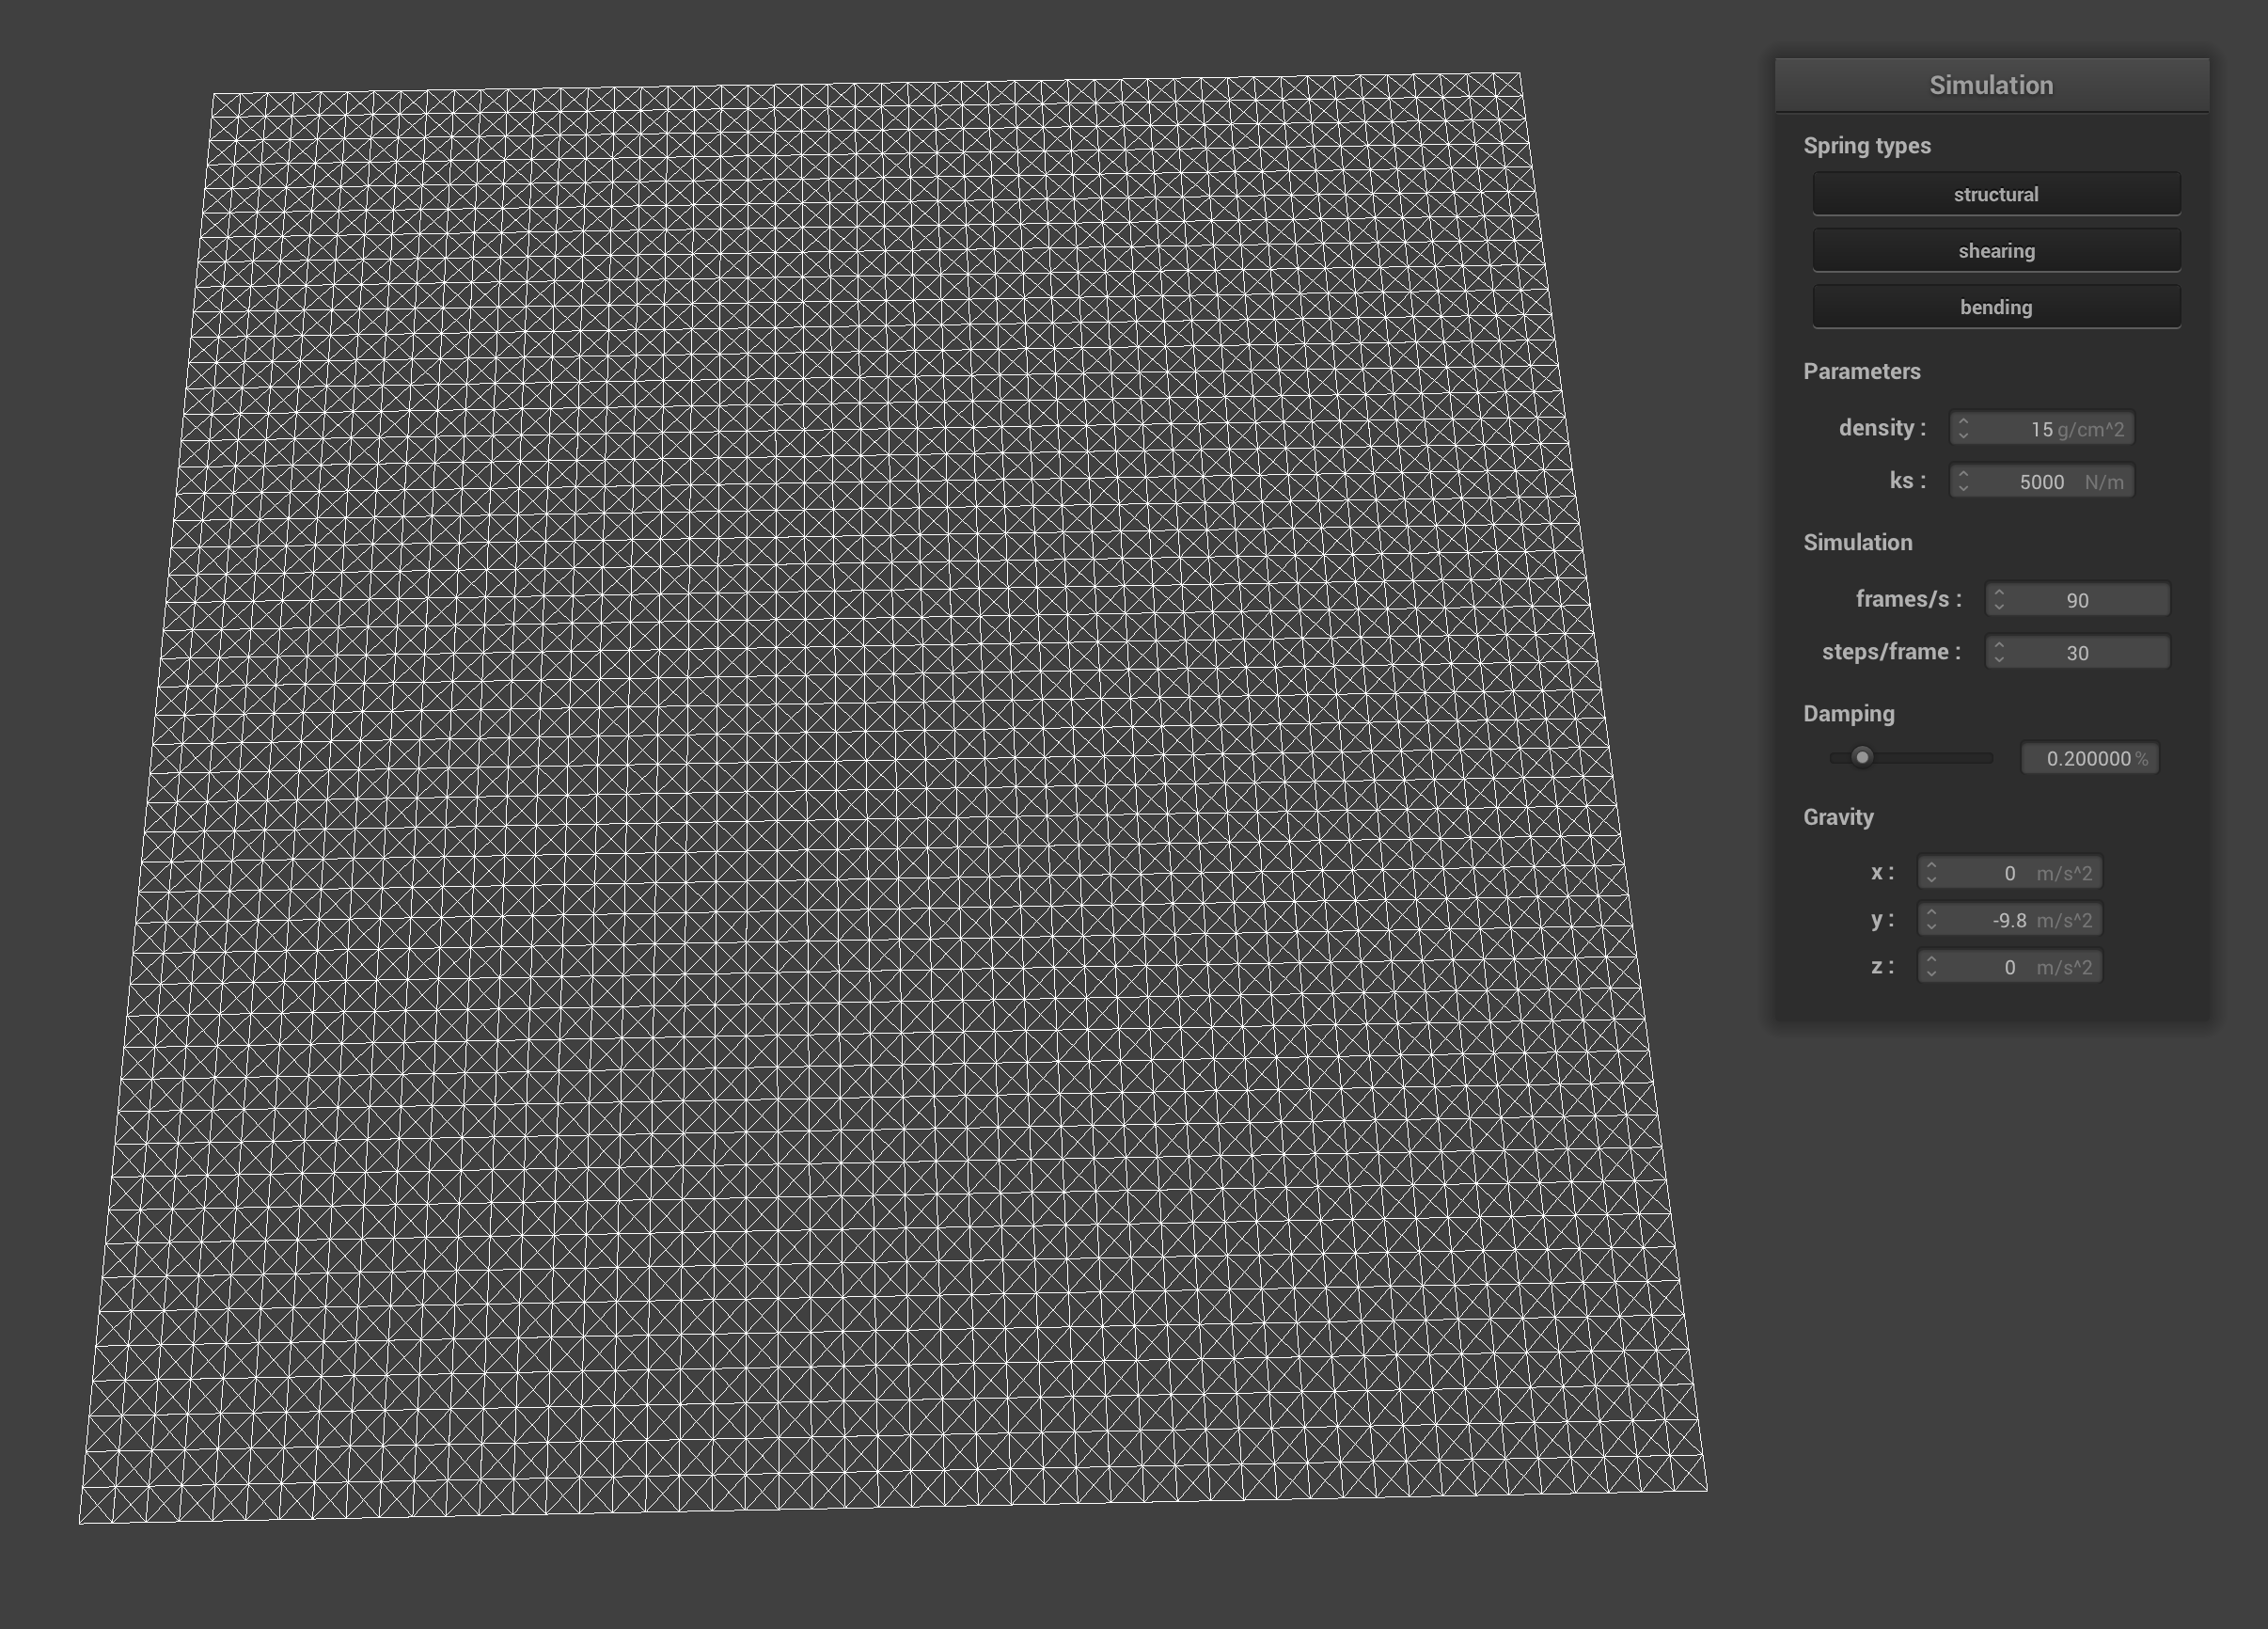 Simulation
Spring types
structural
shearing
bending
Parameters
density : 15 g/cm^2
ks : 5000 N/m
Simulation
frames/s : 90
steps/frame : 30
Damping
0.200000 %
Gravity
x : 0 m/s^2
y : -9.8 m/s^2
z : 0 m/s^2